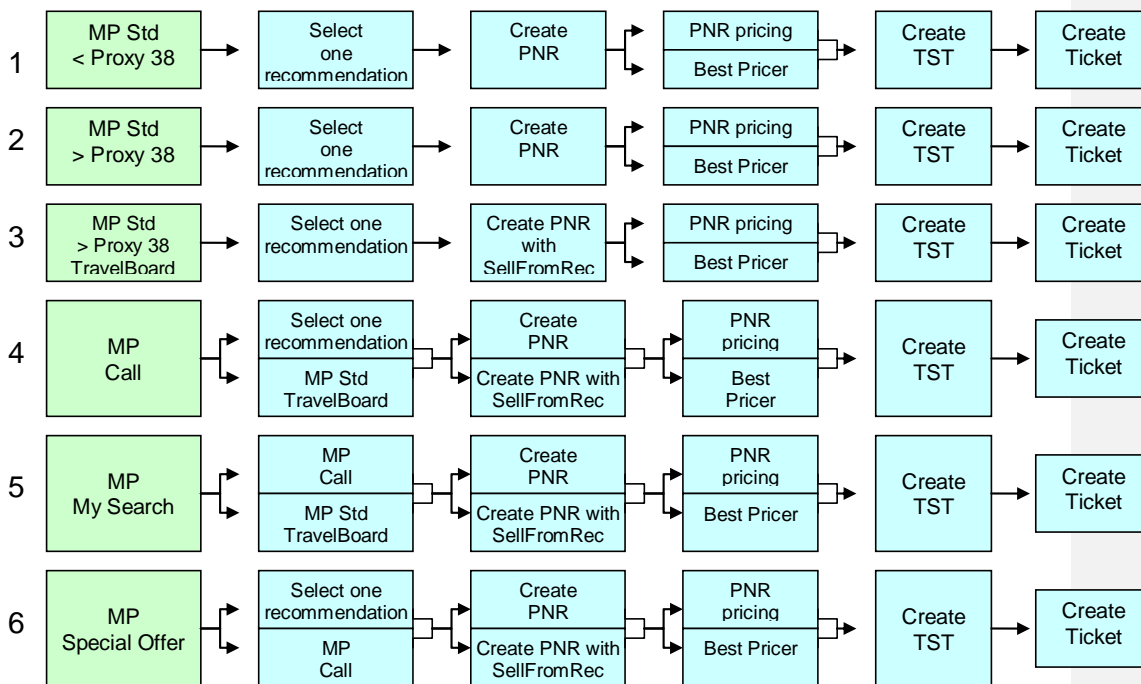 1
MP Std
< Proxy 38
Select
one
recommendation
Create
PNR
PNR pricing
Best Pricer
Create
TST
Create
Ticket
2
MP Std
> Proxy 38
Select
one
recommendation
Create
PNR
PNR pricing
Best Pricer
Create
TST
Create
Ticket
3
MP Std
> Proxy 38
TravelBoard
Select one
recommendation
Create PNR
with
SellFromRec
PNR pricing
Best Pricer
Create
TST
Create
Ticket
4
MP
Call
Select one
recommendation
MP Std
TravelBoard
Create
PNR
Create PNR with
SellFromRec
PNR
pricing
Best
Pricer
Create
TST
Create
Ticket
5
MP
My Search
MP
Call
MP Std
TravelBoard
Create
PNR
Create PNR with
SellFromRec
PNR
pricing
Best Pricer
Create
TST
Create
Ticket
6
MP
Special Offer
Select one
recommendation
MP
Call
Create
PNR
Create PNR with
SellFromRec
PNR
pricing
Best Pricer
Create
TST
Create
Ticket